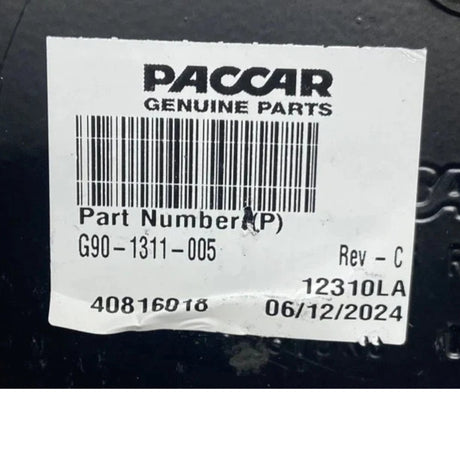 PACCAR
GENUINE PARTS
Part Number (P)
G90-1311-005
Rev - C
12310LA
40816018
06/12/2024